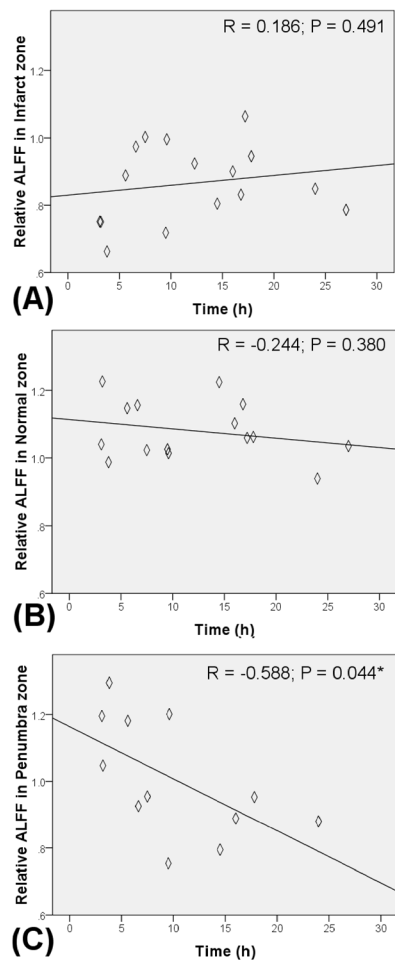 R = 0.186; P = 0.491
Relative ALFF in Infarct zone
1.2
1.0
.8
.6
0 5 10 15 20 25 30
Time (h)
(A)
R = -0.244; P = 0.380
Relative ALFF in Normal zone
1.2
1.0
.8
.6
0 5 10 15 20 25 30
Time (h)
(B)
R = -0.588; P = 0.044*
Relative ALFF in Penumbra zone
1.2
1.0
.8
.6
0 5 10 15 20 25 30
Time (h)
(C)